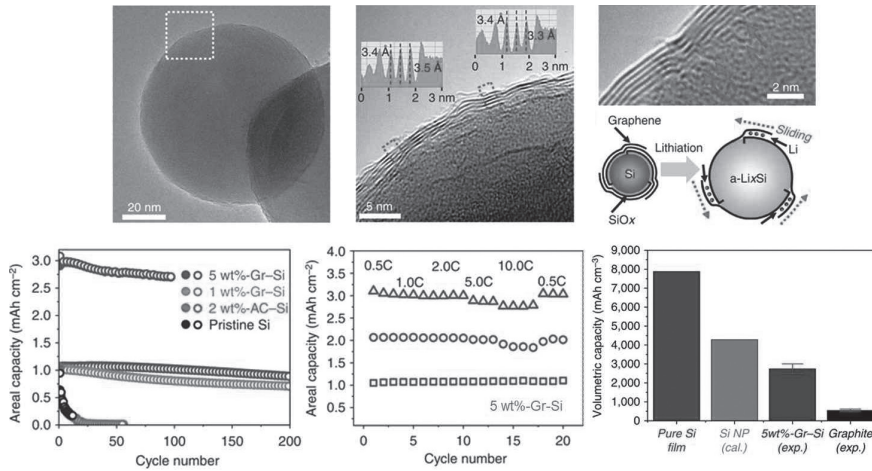 20 nm
3.4 Å
3.5 Å
0 1 2 3 nm
3.4 Å
3.3 Å
0 1 2 3 nm
5 nm
2 nm
Graphene
Si
SiOx
Lithiation
Sliding
Li
a-LixSi
Areal capacity (mAh cm–2)
3.0
2.5
2.0
1.5
1.0
0.5
0.0
0 50 100 150 200
Cycle number
5 wt%-Gr–Si
1 wt%-Gr–Si
2 wt%-AC–Si
Pristine Si
Areal capacity (mAh cm–2)
4.0
3.5
3.0
2.5
2.0
1.5
1.0
0.5
0.5C
1.0C
2.0C
5.0C
10.0C
0.5C
5 wt%-Gr-Si
0 5 10 15 20
Cycle number
Volumetric capacity (mAh cm–3)
9,000
8,000
7,000
6,000
5,000
4,000
3,000
2,000
1,000
0
Pure Si film
Si NP (cal.)
5wt%-Gr–Si (exp.)
Graphite (exp.)